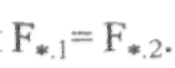 F*.1 = F*.2.